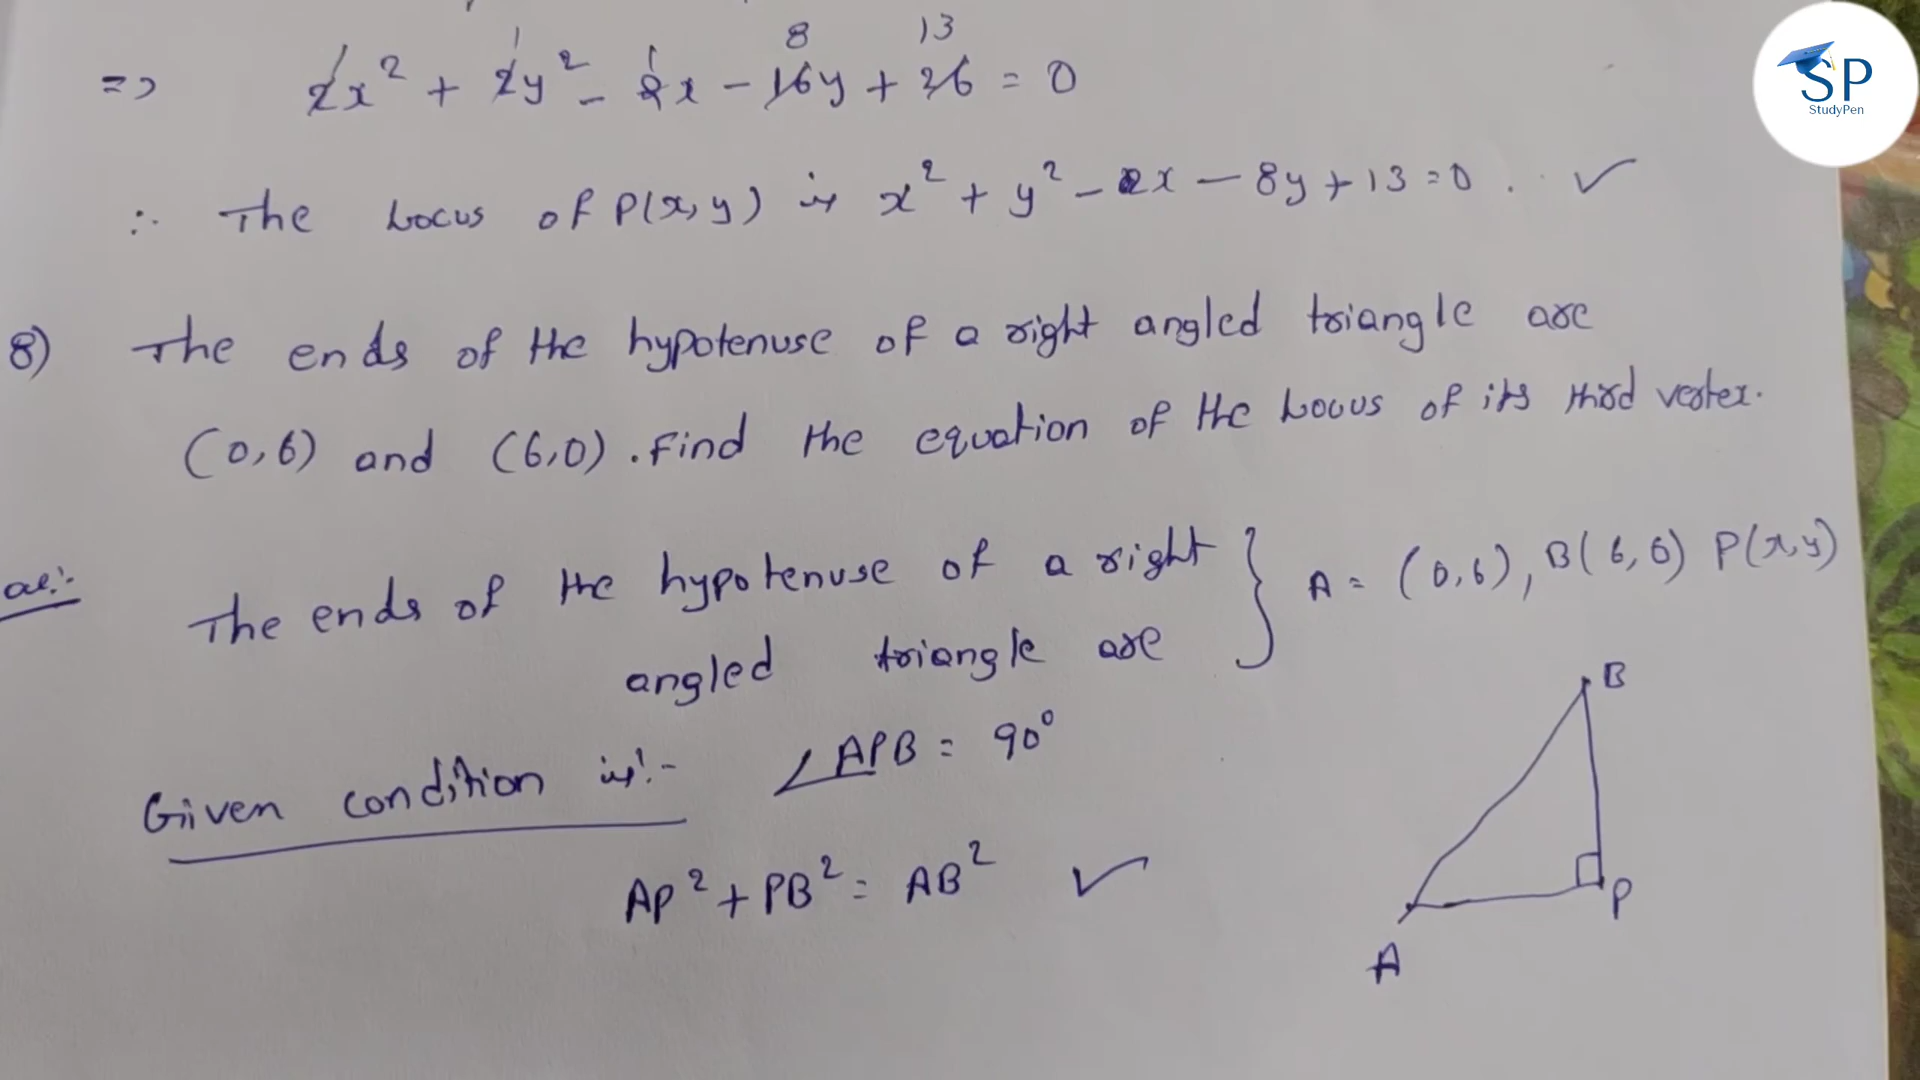 => 2x² + 2y² - 2x - 16y + 26 = 0
1 1 1 8 13
SP
StudyPen
∴ The Locus of P(x, y) is x² + y² - x - 8y + 13 = 0. ✓
8) The ends of the hypotenuse of a right angled triangle are
(0,6) and (6,0). Find the equation of the Locus of its third vertex.
The ends of the hypotenuse of a right } A = (0,6), B(6,0) P(x,y)
angled triangle are
Given condition is:- ∠APB = 90°
AP² + PB² = AB² ✓
B
P
A